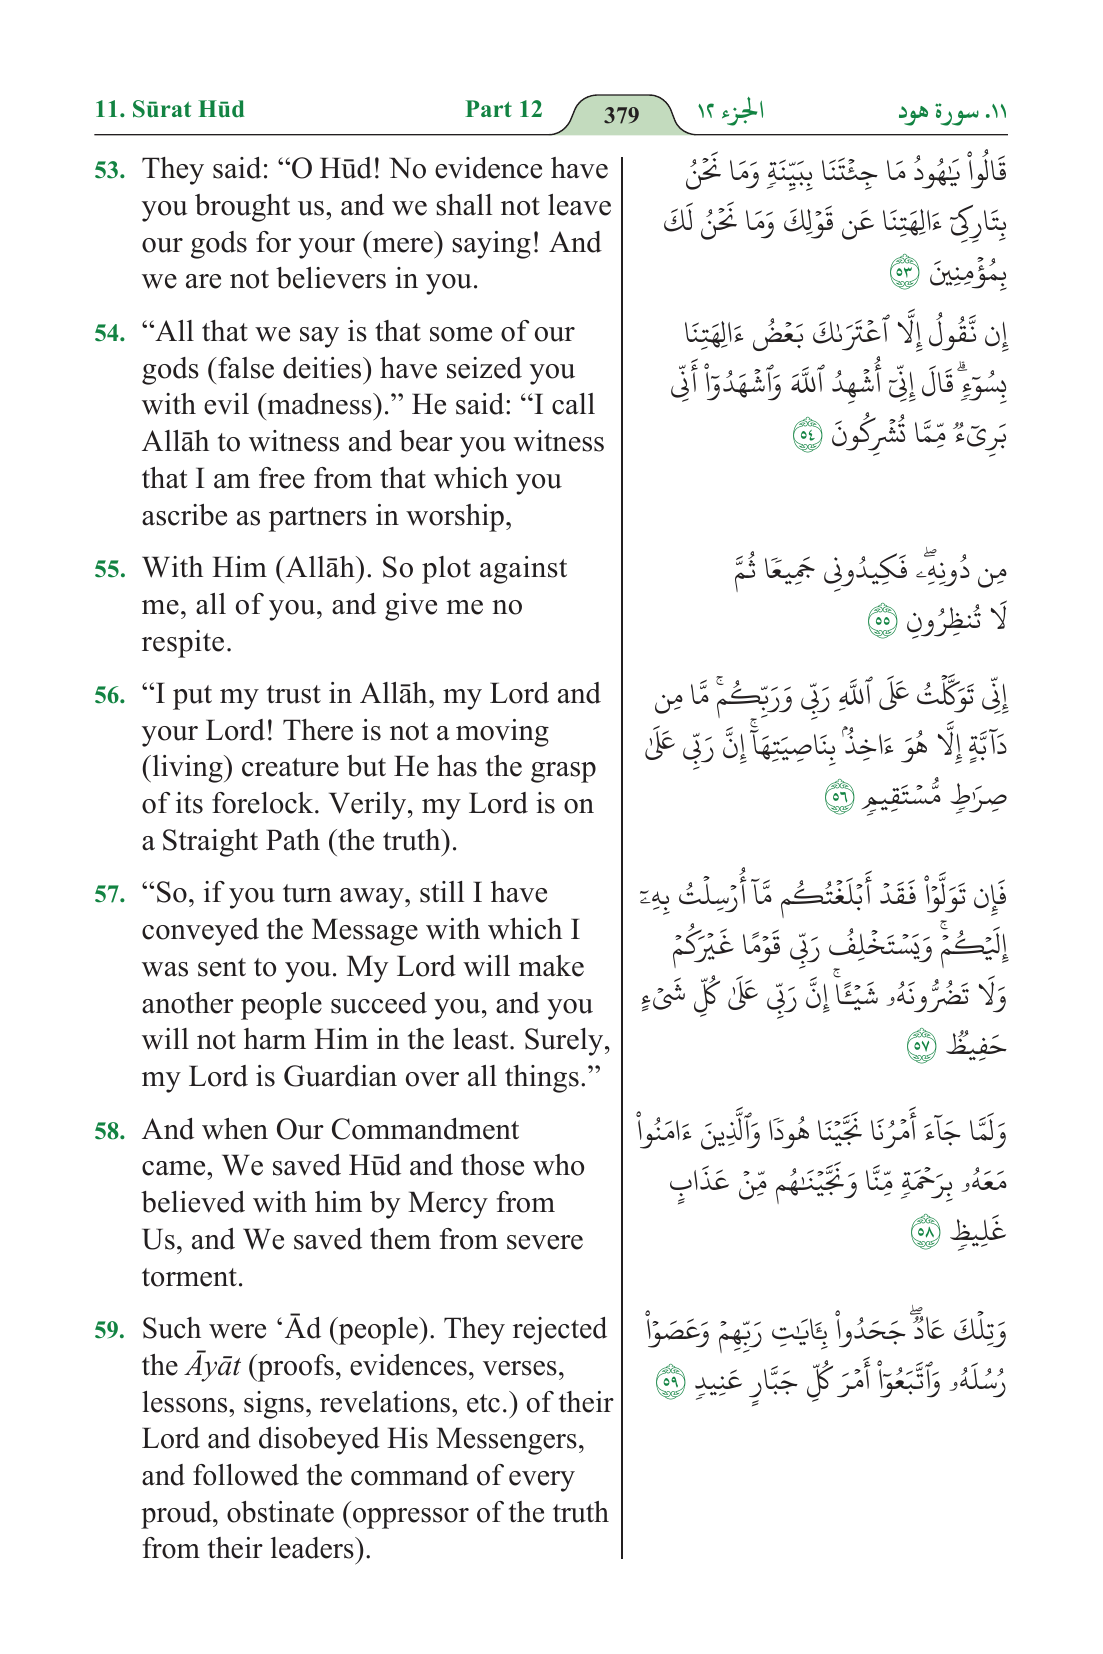 11. Sūrat Hūd
Part 12
379
الجزء ١٢
١١. سورة هود
53. They said: “O Hūd! No evidence have
you brought us, and we shall not leave
our gods for your (mere) saying! And
we are not believers in you.
قَالُوا۟ يَـٰهُودُ مَا جِئْتَنَا بِبَيِّنَةٍ وَمَا نَحْنُ
بِتَارِكِىٓ ءَالِهَتِنَا عَن قَوْلِكَ وَمَا نَحْنُ لَكَ
بِمُؤْمِنِينَ ٥٣
54. “All that we say is that some of our
gods (false deities) have seized you
with evil (madness).” He said: “I call
Allāh to witness and bear you witness
that I am free from that which you
ascribe as partners in worship,
إِن نَّقُولُ إِلَّا ٱعْتَرَىٰكَ بَعْضُ ءَالِهَتِنَا
بِسُوٓءٍ ۗ قَالَ إِنِّىٓ أُشْهِدُ ٱللَّهَ وَٱشْهَدُوٓا۟ أَنِّى
بَرِىٓءٌ مِّمَّا تُشْرِكُونَ ٥٤
55. With Him (Allāh). So plot against
me, all of you, and give me no
respite.
مِن دُونِهِۦ ۖ فَكِيدُونِى جَمِيعًا ثُمَّ
لَا تُنظِرُونِ ٥٥
56. “I put my trust in Allāh, my Lord and
your Lord! There is not a moving
(living) creature but He has the grasp
of its forelock. Verily, my Lord is on
a Straight Path (the truth).
إِنِّى تَوَكَّلْتُ عَلَى ٱللَّهِ رَبِّى وَرَبِّكُم ۚ مَّا مِن
دَآبَّةٍ إِلَّا هُوَ ءَاخِذٌۢ بِنَاصِيَتِهَآ ۚ إِنَّ رَبِّى عَلَىٰ
صِرَٰطٍ مُّسْتَقِيمٍ ٥٦
57. “So, if you turn away, still I have
conveyed the Message with which I
was sent to you. My Lord will make
another people succeed you, and you
will not harm Him in the least. Surely,
my Lord is Guardian over all things.”
فَإِن تَوَلَّوْا۟ فَقَدْ أَبْلَغْتُكُم مَّآ أُرْسِلْتُ بِهِۦٓ
إِلَيْكُمْ ۚ وَيَسْتَخْلِفُ رَبِّى قَوْمًا غَيْرَكُمْ
وَلَا تَضُرُّونَهُۥ شَيْـًٔا ۚ إِنَّ رَبِّى عَلَىٰ كُلِّ شَىْءٍ
حَفِيظٌ ٥٧
58. And when Our Commandment
came, We saved Hūd and those who
believed with him by Mercy from
Us, and We saved them from severe
torment.
وَلَمَّا جَآءَ أَمْرُنَا نَجَّيْنَا هُودًا وَٱلَّذِينَ ءَامَنُوا۟
مَعَهُۥ بِرَحْمَةٍ مِّنَّا وَنَجَّيْنَـٰهُم مِّنْ عَذَابٍ
غَلِيظٍ ٥٨
59. Such were ‘Ād (people). They rejected
the Āyāt (proofs, evidences, verses,
lessons, signs, revelations, etc.) of their
Lord and disobeyed His Messengers,
and followed the command of every
proud, obstinate (oppressor of the truth
from their leaders).
وَتِلْكَ عَادٌ ۖ جَحَدُوا۟ بِـَٔايَـٰتِ رَبِّهِمْ وَعَصَوْا۟
رُسُلَهُۥ وَٱتَّبَعُوٓا۟ أَمْرَ كُلِّ جَبَّارٍ عَنِيدٍ ٥٩